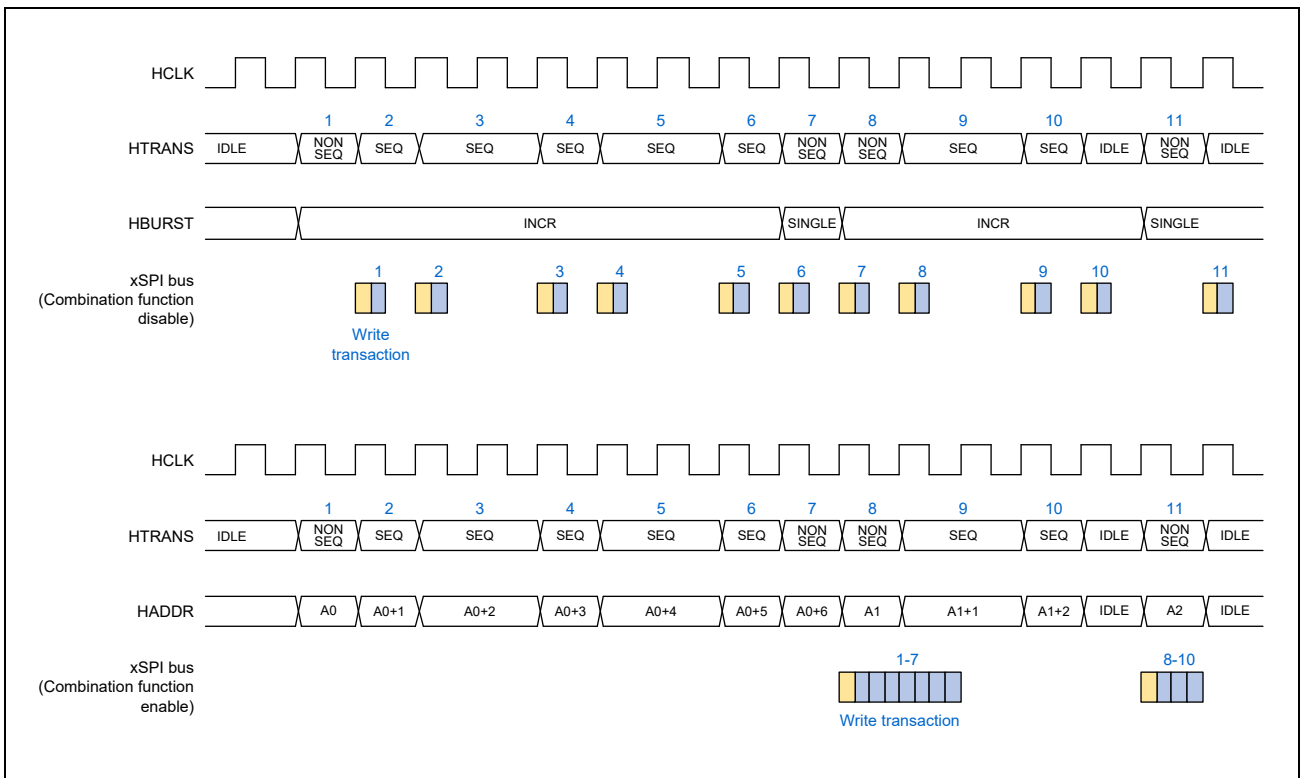 HCLK
1 2 3 4 5 6 7 8 9 10 11
HTRANS IDLE NON SEQ SEQ SEQ SEQ SEQ SEQ NON SEQ NON SEQ SEQ SEQ IDLE NON SEQ IDLE
HBURST INCR SINGLE INCR SINGLE
xSPI bus
(Combination function
disable)
1 2 3 4 5 6 7 8 9 10 11
Write
transaction
HCLK
1 2 3 4 5 6 7 8 9 10 11
HTRANS IDLE NON SEQ SEQ SEQ SEQ SEQ SEQ NON SEQ NON SEQ SEQ SEQ IDLE NON SEQ IDLE
HADDR A0 A0+1 A0+2 A0+3 A0+4 A0+5 A0+6 A1 A1+1 A1+2 IDLE A2 IDLE
xSPI bus
(Combination function
enable)
1-7 8-10
Write transaction